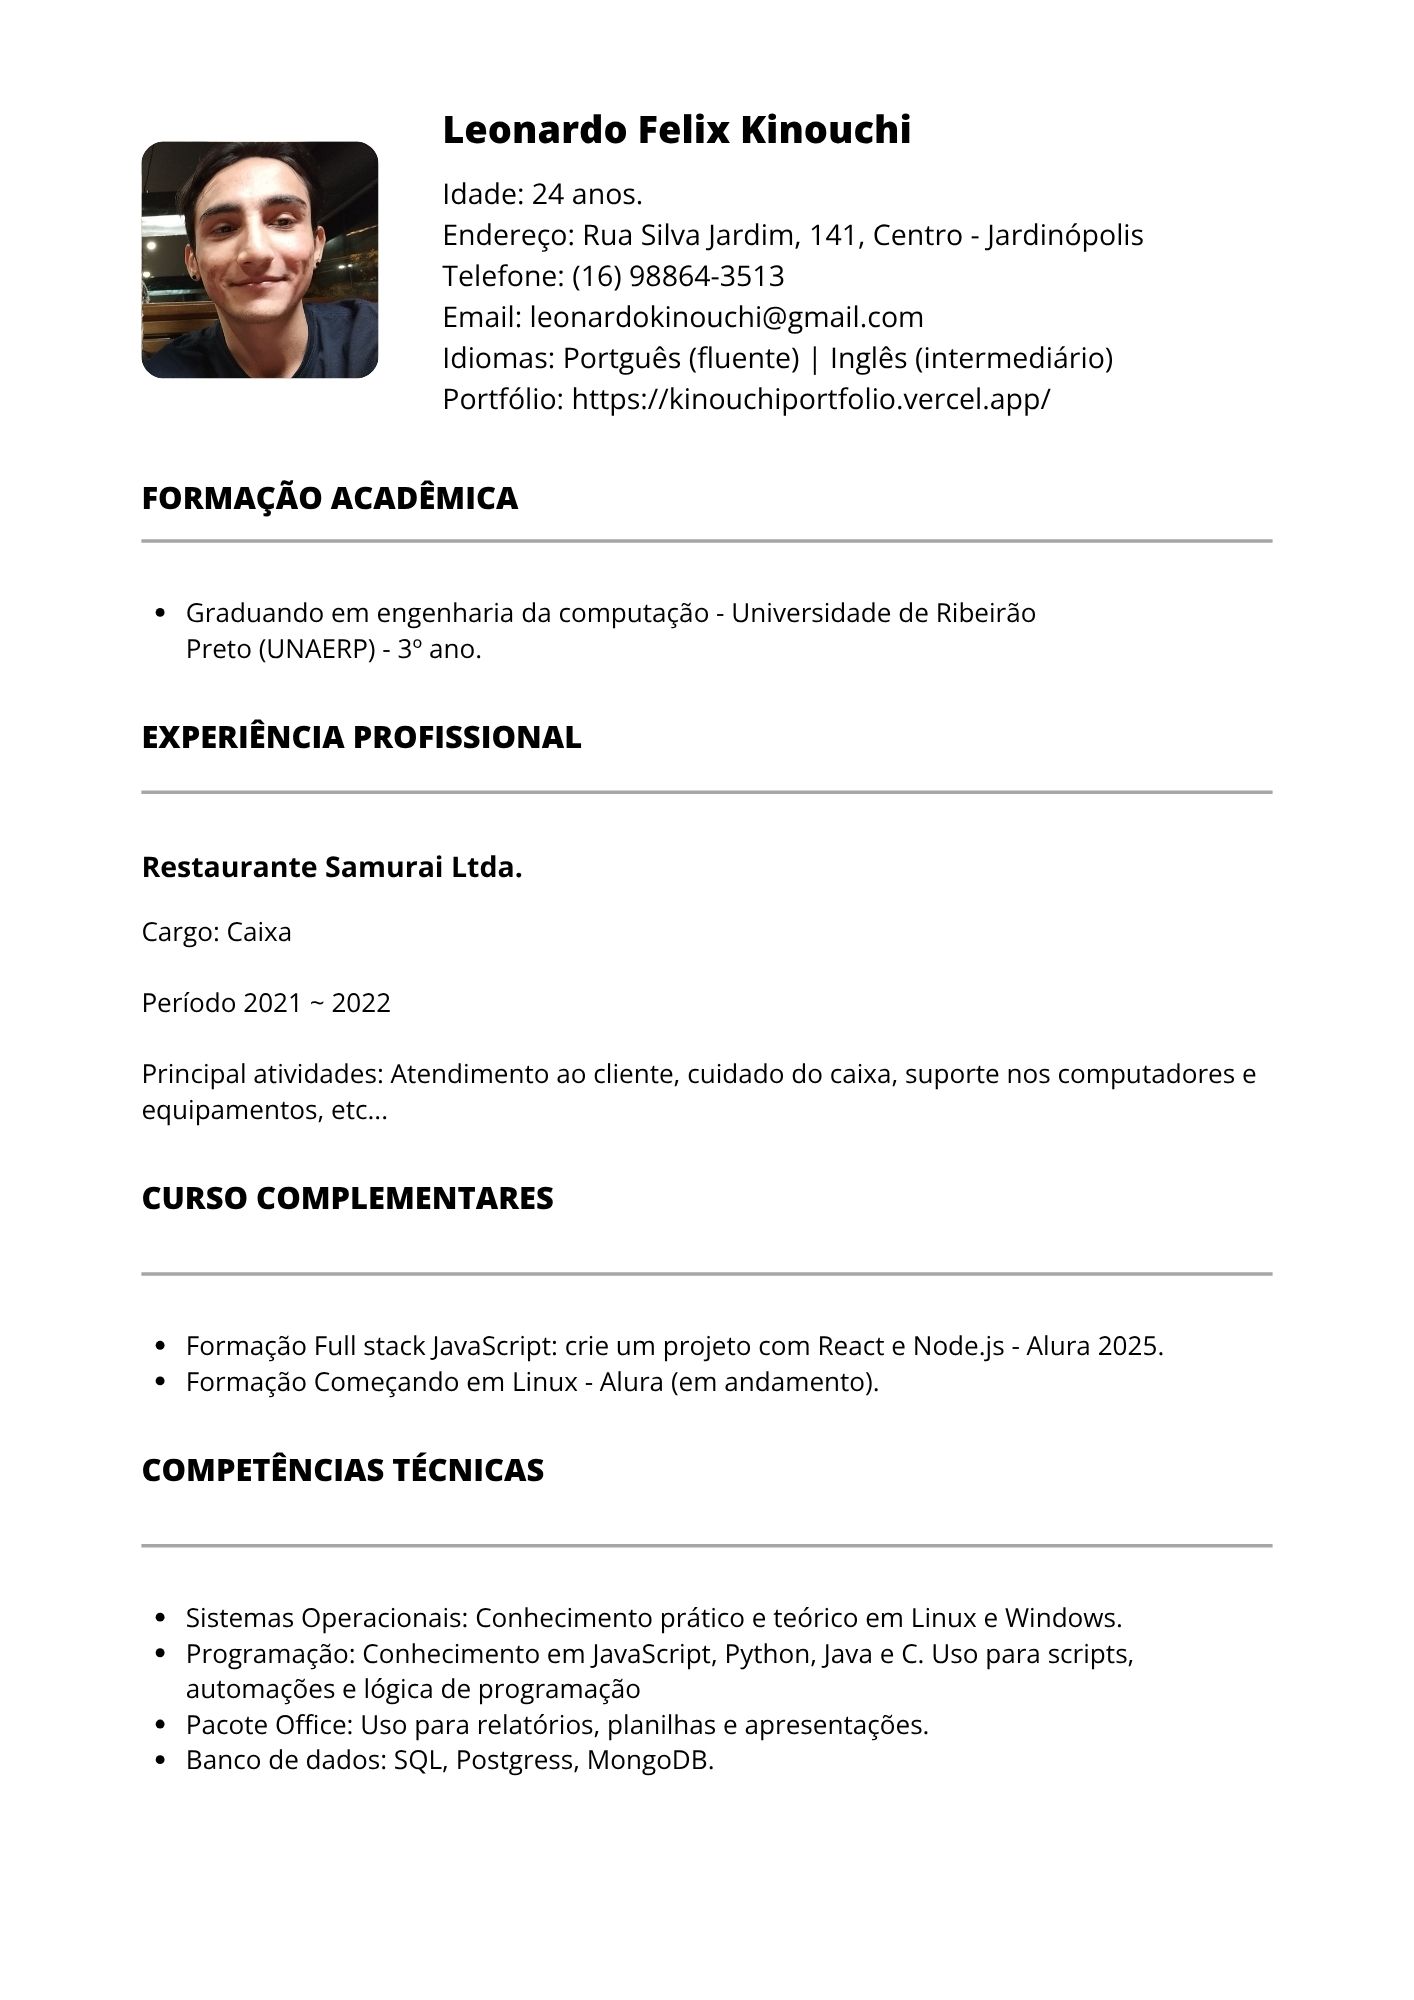 Leonardo Felix Kinouchi
Idade: 24 anos.
Endereço: Rua Silva Jardim, 141, Centro - Jardinópolis
Telefone: (16) 98864-3513
Email: leonardokinouchi@gmail.com
Idiomas: Portguês (fluente) | Inglês (intermediário)
Portfólio: https://kinouchiportfolio.vercel.app/
FORMAÇÃO ACADÊMICA
• Graduando em engenharia da computação - Universidade de Ribeirão
Preto (UNAERP) - 3º ano.
EXPERIÊNCIA PROFISSIONAL
Restaurante Samurai Ltda.
Cargo: Caixa
Período 2021 ~ 2022
Principal atividades: Atendimento ao cliente, cuidado do caixa, suporte nos computadores e
equipamentos, etc...
CURSO COMPLEMENTARES
• Formação Full stack JavaScript: crie um projeto com React e Node.js - Alura 2025.
• Formação Começando em Linux - Alura (em andamento).
COMPETÊNCIAS TÉCNICAS
• Sistemas Operacionais: Conhecimento prático e teórico em Linux e Windows.
• Programação: Conhecimento em JavaScript, Python, Java e C. Uso para scripts,
automações e lógica de programação
• Pacote Office: Uso para relatórios, planilhas e apresentações.
• Banco de dados: SQL, Postgress, MongoDB.